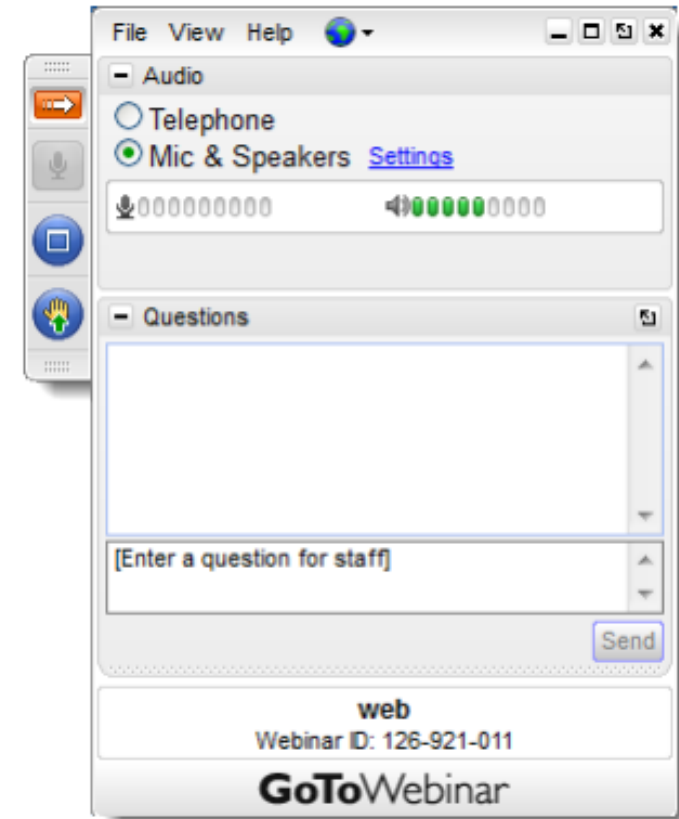 File View Help
Audio
Telephone
Mic & Speakers Settings
Questions
[Enter a question for staff]
Send
web
Webinar ID: 126-921-011
GoToWebinar